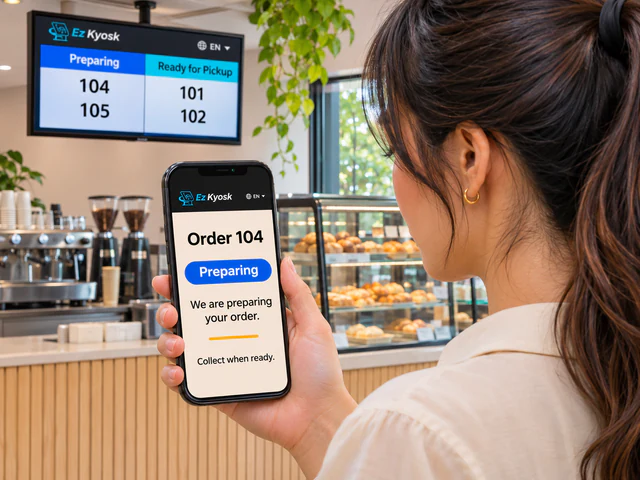 Ez Kyosk
EN
Preparing
Ready for Pickup
104
101
105
102
Ez Kyosk
EN
Order 104
Preparing
We are preparing
your order.
Collect when ready.